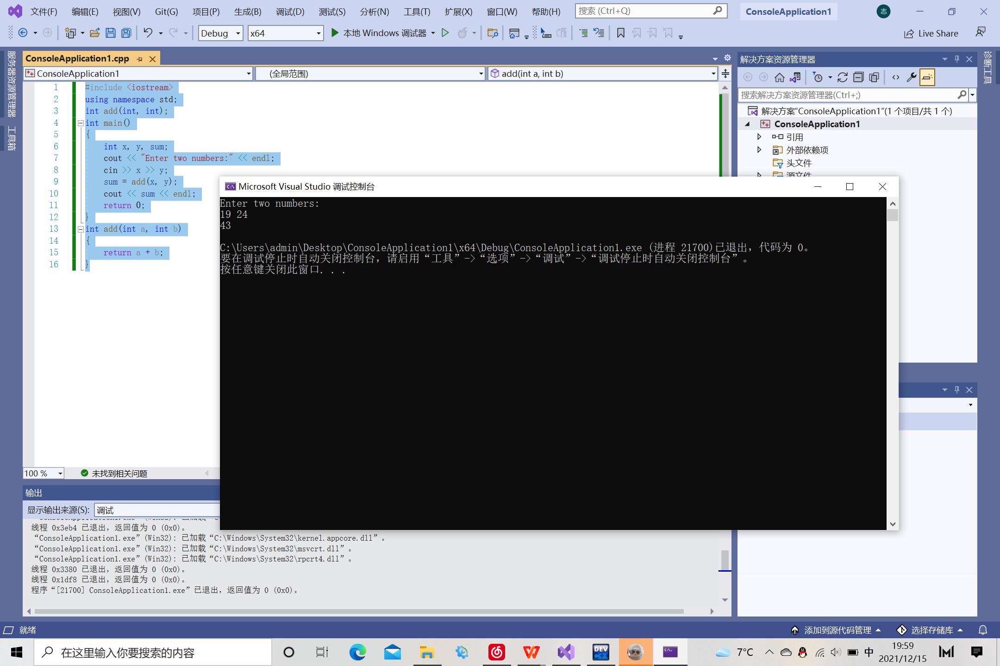 文件(F) 编辑(E) 视图(V) Git(G) 项目(P) 生成(B) 调试(D) 测试(S) 分析(N) 工具(T) 扩展(X) 窗口(W) 帮助(H) 搜索 (Ctrl+Q) ConsoleApplication1 志
Debug x64 本地 Windows 调试器 Live Share
服务器资源管理器
工具箱
ConsoleApplication1.cpp
ConsoleApplication1 (全局范围) add(int a, int b)
1 #include <iostream>
2 using namespace std;
3 int add(int, int);
4 int main()
5 {
6 int x, y, sum;
7 cout << "Enter two numbers:" << endl;
8 cin >> x >> y;
9 sum = add(x, y);
10 cout << sum << endl;
11 return 0;
12 }
13 int add(int a, int b)
14 {
15 return a + b;
16 }
100 % 未找到相关问题
Microsoft Visual Studio 调试控制台
Enter two numbers:
19 24
43
C:\Users\admin\Desktop\ConsoleApplication1\x64\Debug\ConsoleApplication1.exe (进程 21700)已退出，代码为 0。
要在调试停止时自动关闭控制台，请启用“工具”->“选项”->“调试”->“调试停止时自动关闭控制台”。
按任意键关闭此窗口. . .
解决方案资源管理器
搜索解决方案资源管理器(Ctrl+;)
解决方案“ConsoleApplication1”(1 个项目/共 1 个)
ConsoleApplication1
引用
外部依赖项
头文件
源文件
诊断工具
输出
显示输出来源(S): 调试
“ConsoleApplication1.exe” (Win32): 已加载“C
线程 0x3eb4 已退出，返回值为 0 (0x0)。
“ConsoleApplication1.exe”(Win32): 已加载“C:\Windows\System32\kernel.appcore.dll”。
“ConsoleApplication1.exe”(Win32): 已加载“C:\Windows\System32\msvcrt.dll”。
“ConsoleApplication1.exe”(Win32): 已加载“C:\Windows\System32\rpcrt4.dll”。
线程 0x3380 已退出，返回值为 0 (0x0)。
线程 0x1df8 已退出，返回值为 0 (0x0)。
程序“[21700] ConsoleApplication1.exe”已退出，返回值为 0 (0x0)。
就绪 添加到源代码管理 选择存储库
在这里输入你要搜索的内容 DEV C++ 7°C 中 19:59
2021/12/15